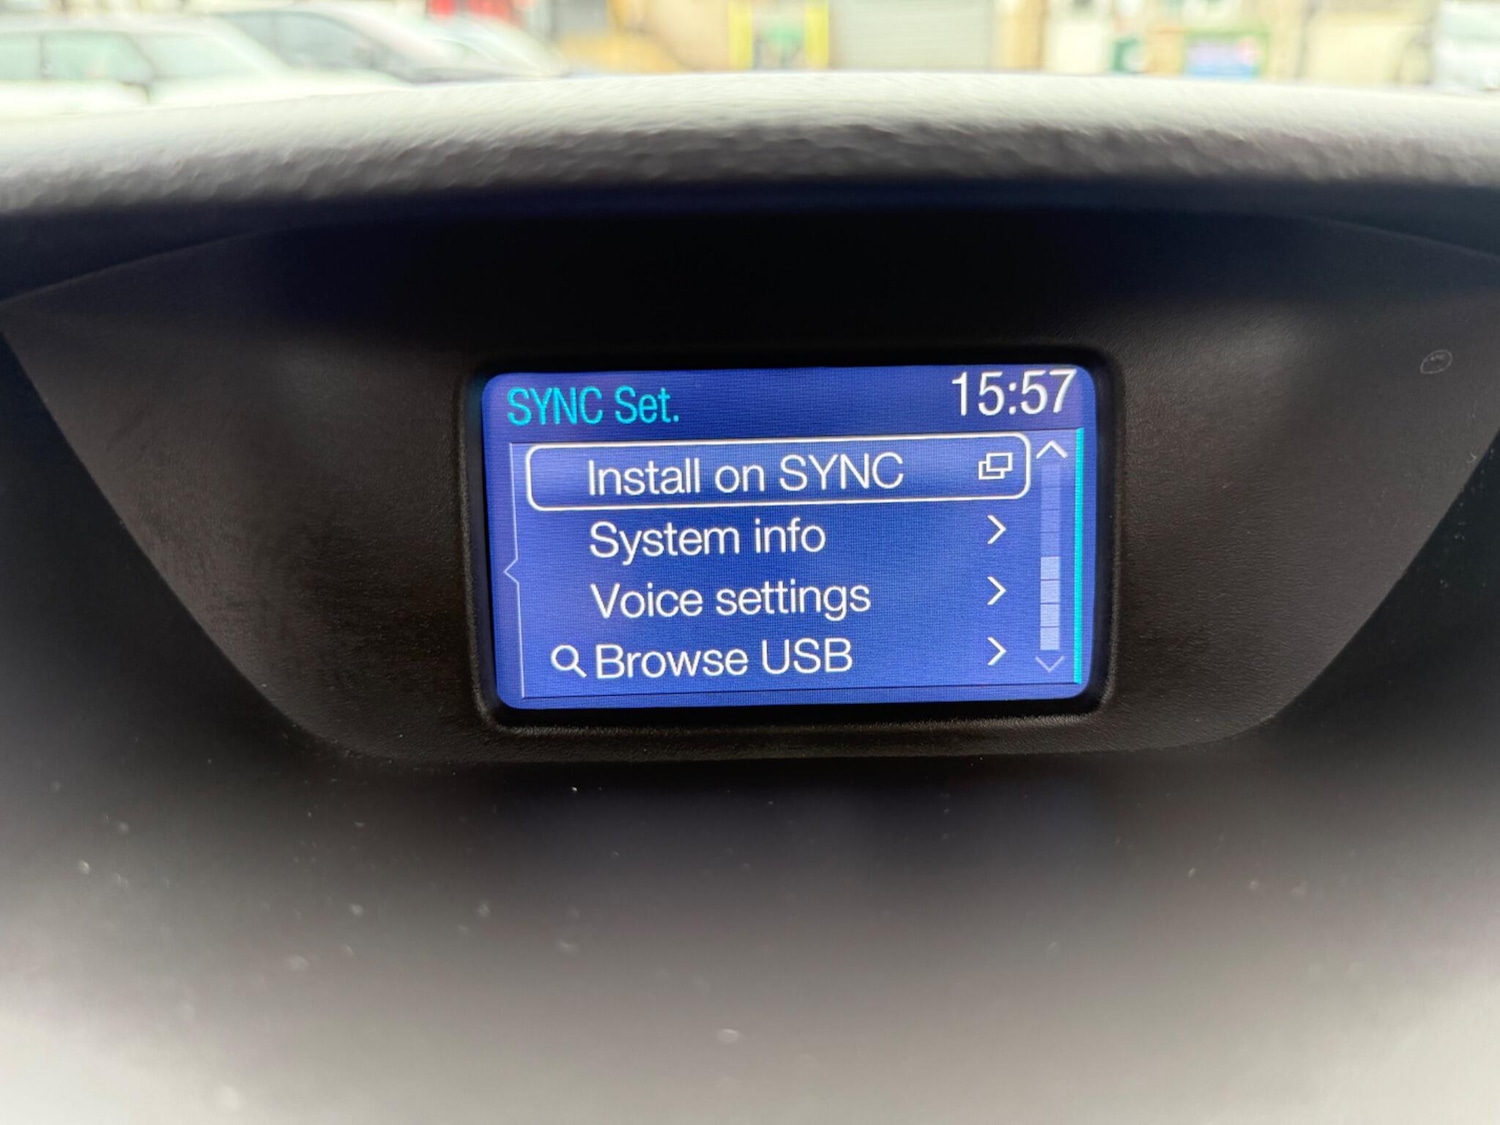 SYNC Set. 15:57
Install on SYNC
System info
Voice settings
Browse USB